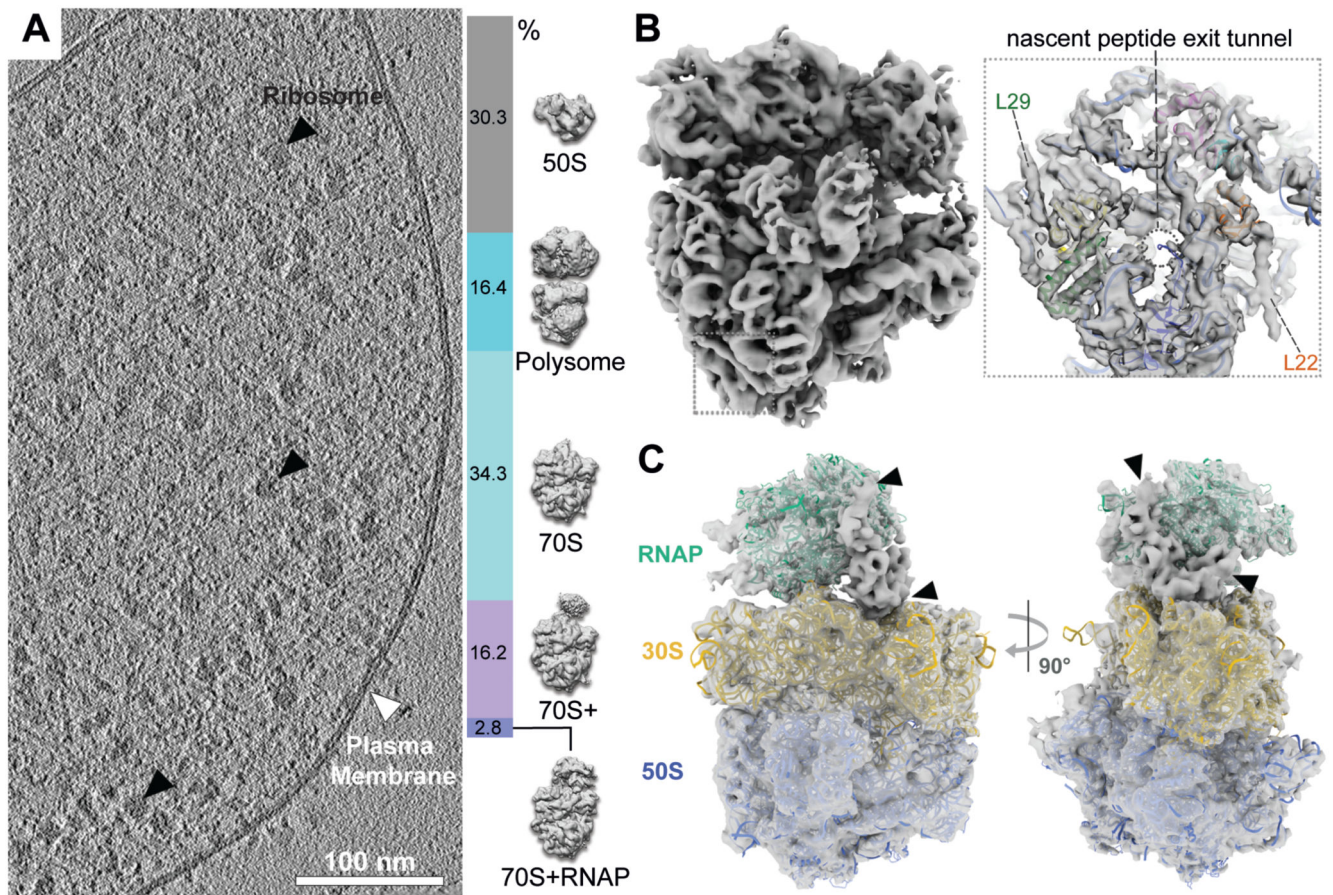 A
Ribosome
Plasma
Membrane
100 nm
%
30.3
50S
16.4
Polysome
34.3
70S
16.2
70S+
2.8
70S+RNAP
B
nascent peptide exit tunnel
L29
L22
C
RNAP
30S
50S
90°